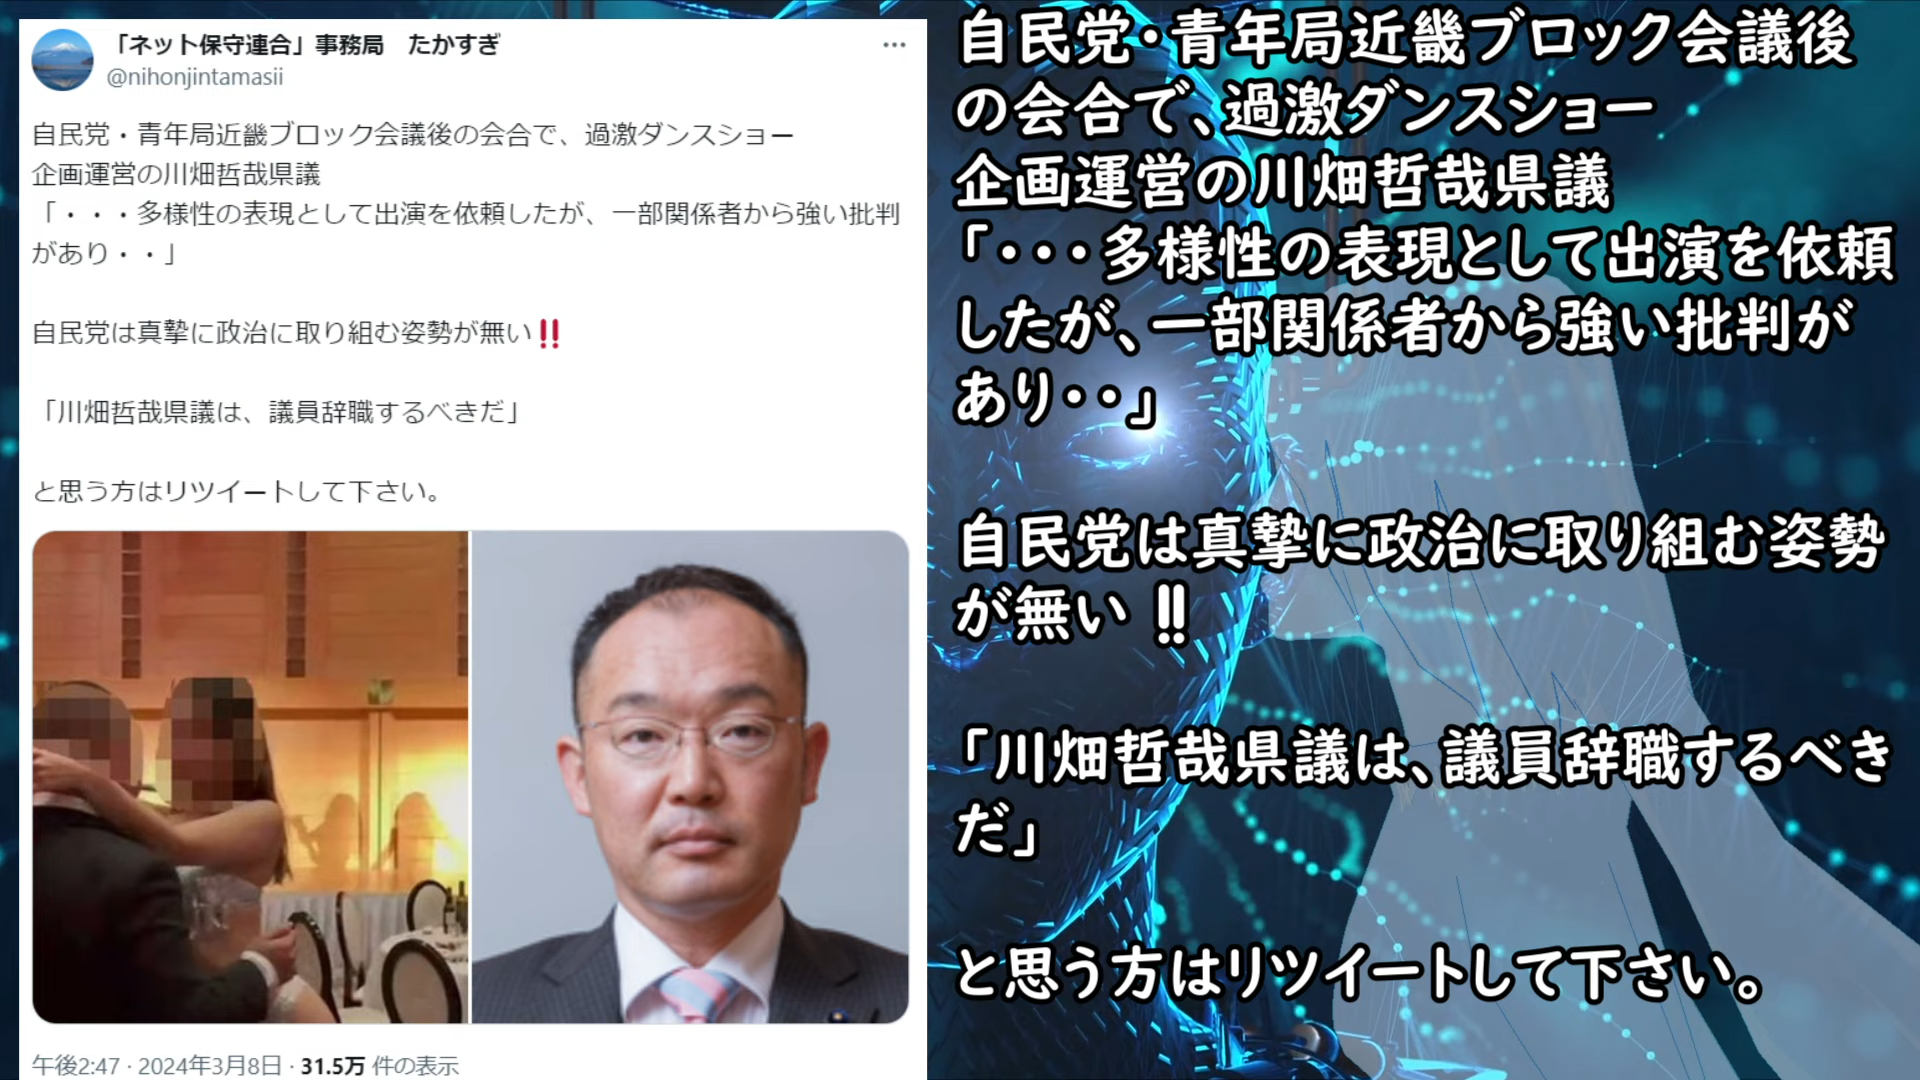 「ネット保守連合」事務局　たかすぎ
@nihonjintamasii
自民党・青年局近畿ブロック会議後の会合で、過激ダンスショー
企画運営の川畑哲哉県議
「・・・多様性の表現として出演を依頼したが、一部関係者から強い批判
があり・・」
自民党は真摯に政治に取り組む姿勢が無い‼
「川畑哲哉県議は、議員辞職するべきだ」
と思う方はリツイートして下さい。
午後2:47 · 2024年3月8日 · 31.5万 件の表示
自民党・青年局近畿ブロック会議後
の会合で、過激ダンスショー
企画運営の川畑哲哉県議
「・・・多様性の表現として出演を依頼
したが、一部関係者から強い批判が
あり・・」
自民党は真摯に政治に取り組む姿勢
が無い ‼
「川畑哲哉県議は、議員辞職するべき
だ」
と思う方はリツイートして下さい。